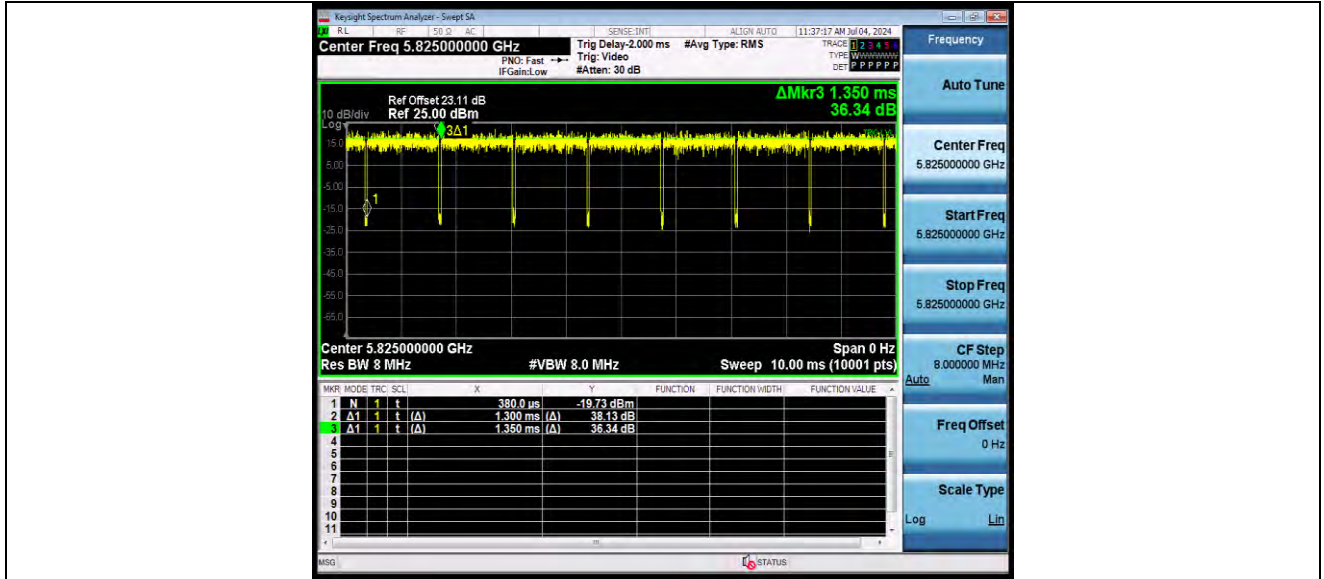 Keysight Spectrum Analyzer - Swept SA
RL RF 50 Ω AC SENSE:INT ALIGN AUTO 11:37:17 AM Jul 04, 2024
Center Freq 5.825000000 GHz
Trig Delay-2.000 ms #Avg Type: RMS
PNO: Fast Trig: Video
IFGain:Low #Atten: 30 dB
TRACE 1 2 3 4 5 6
TYPE WWWWWW
DET P P P P P P
Frequency
ΔMkr3 1.350 ms
36.34 dB
Ref Offset 23.11 dB
10 dB/div Ref 25.00 dBm
Log
15.0
5.00
-5.00
-15.0
-25.0
-35.0
-45.0
-55.0
-65.0
3Δ1
1
Center 5.825000000 GHz Span 0 Hz
Res BW 8 MHz #VBW 8.0 MHz Sweep 10.00 ms (10001 pts)
MKR MODE TRC SCL X Y FUNCTION FUNCTION WIDTH FUNCTION VALUE
1 N 1 t 380.0 µs -19.73 dBm
2 Δ1 1 t (Δ) 1.300 ms (Δ) 38.13 dB
3 Δ1 1 t (Δ) 1.350 ms (Δ) 36.34 dB
4
5
6
7
8
9
10
11
MSG STATUS
Auto Tune
Center Freq
5.825000000 GHz
Start Freq
5.825000000 GHz
Stop Freq
5.825000000 GHz
CF Step
8.000000 MHz
Auto Man
Freq Offset
0 Hz
Scale Type
Log Lin